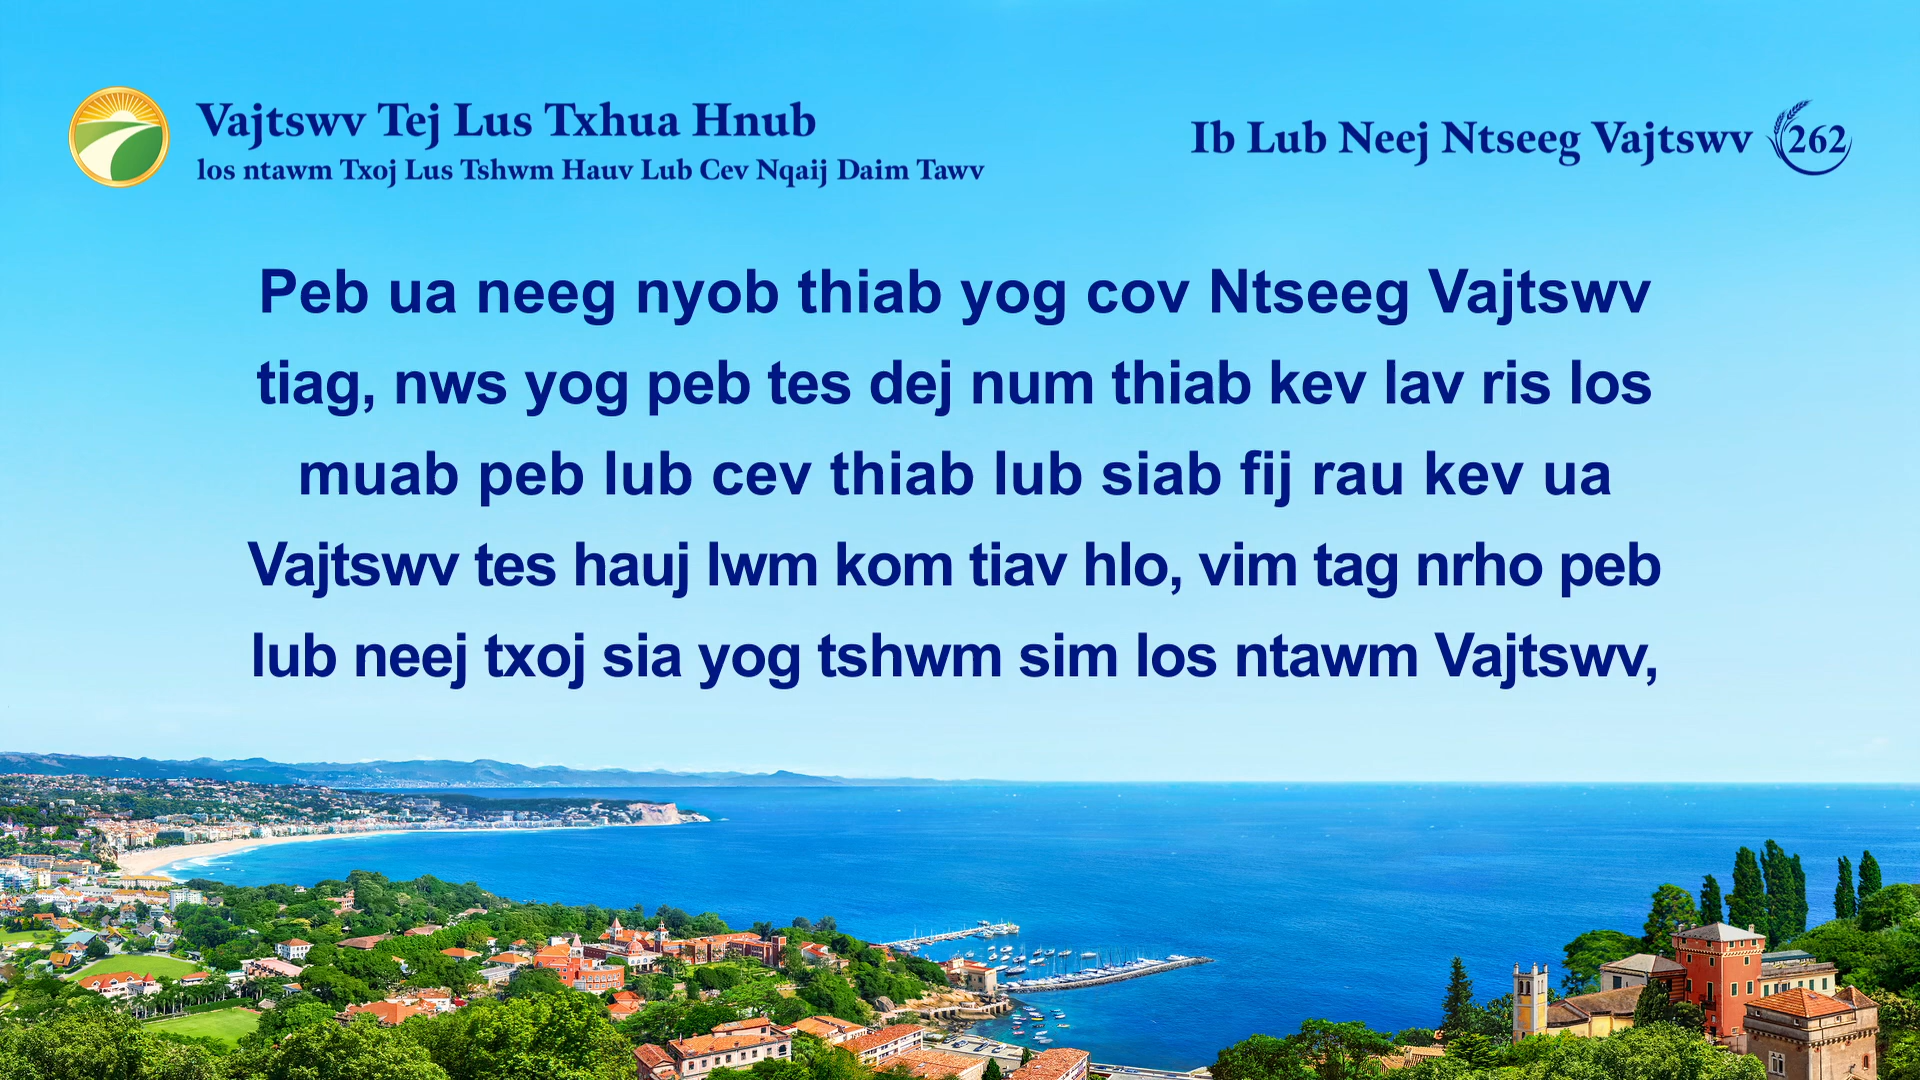 Vajtswv Tej Lus Txhua Hnub
los ntawm Txoj Lus Tshwm Hauv Lub Cev Nqaij Daim Tawv
Ib Lub Neej Ntseeg Vajtswv 262
Peb ua neeg nyob thiab yog cov Ntseeg Vajtswv
tiag, nws yog peb tes dej num thiab kev lav ris los
muab peb lub cev thiab lub siab fij rau kev ua
Vajtswv tes hauj lwm kom tiav hlo, vim tag nrho peb
lub neej txoj sia yog tshwm sim los ntawm Vajtswv,